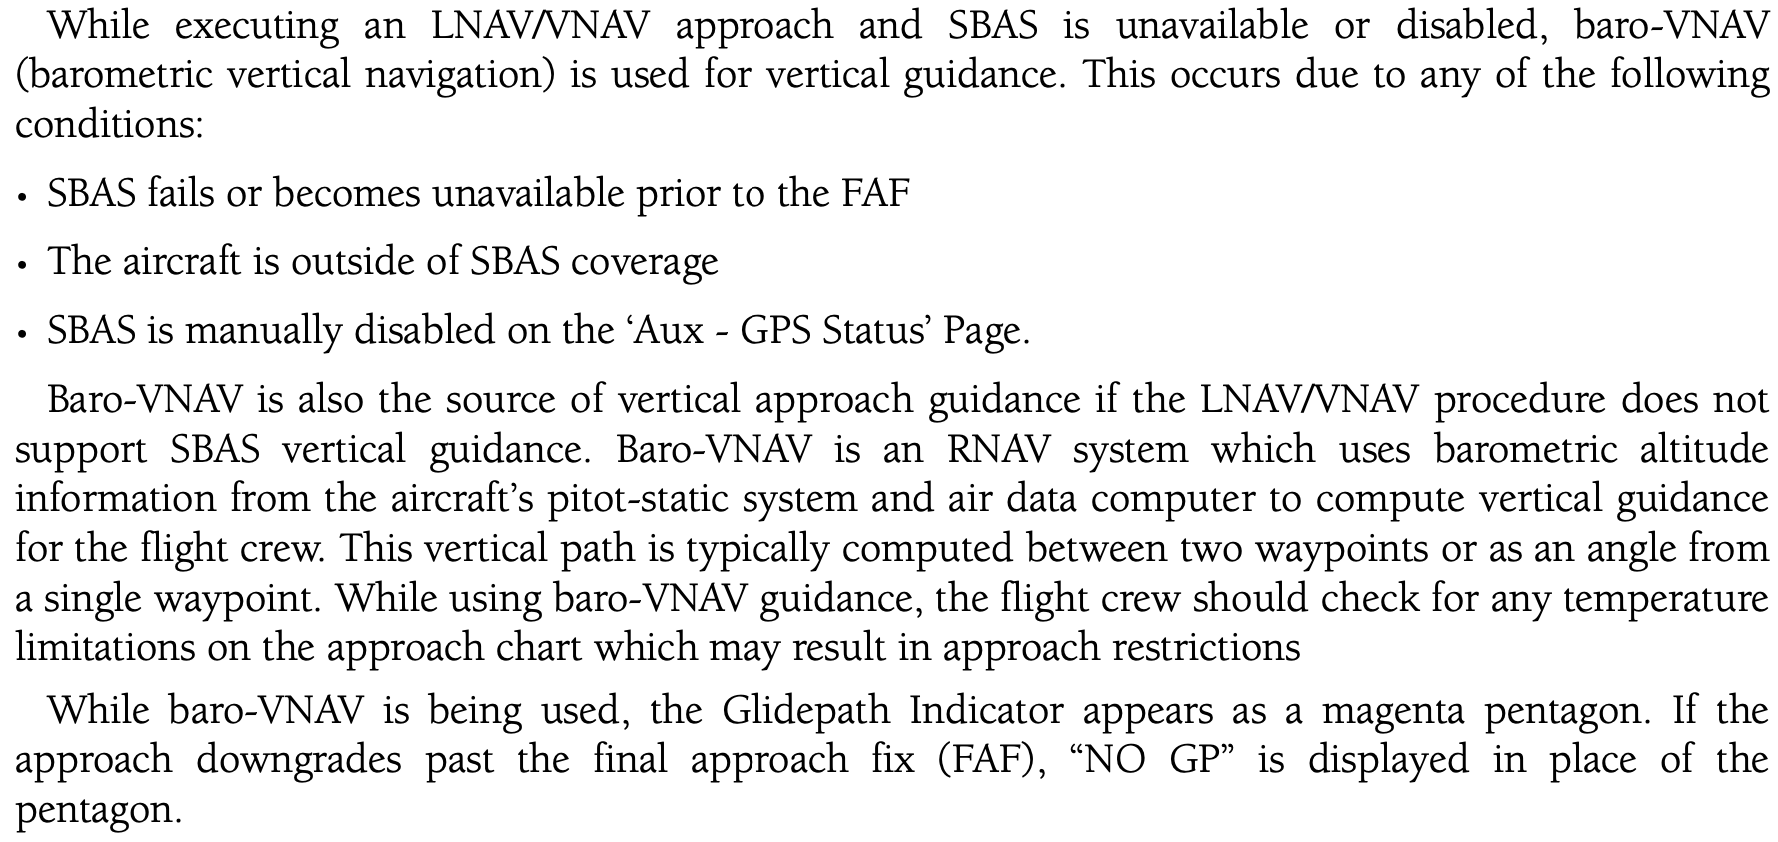 While executing an LNAV/VNAV approach and SBAS is unavailable or disabled, baro-VNAV
(barometric vertical navigation) is used for vertical guidance. This occurs due to any of the following
conditions:
• SBAS fails or becomes unavailable prior to the FAF
• The aircraft is outside of SBAS coverage
• SBAS is manually disabled on the ‘Aux - GPS Status’ Page.
Baro-VNAV is also the source of vertical approach guidance if the LNAV/VNAV procedure does not
support SBAS vertical guidance. Baro-VNAV is an RNAV system which uses barometric altitude
information from the aircraft’s pitot-static system and air data computer to compute vertical guidance
for the flight crew. This vertical path is typically computed between two waypoints or as an angle from
a single waypoint. While using baro-VNAV guidance, the flight crew should check for any temperature
limitations on the approach chart which may result in approach restrictions
While baro-VNAV is being used, the Glidepath Indicator appears as a magenta pentagon. If the
approach downgrades past the final approach fix (FAF), “NO GP” is displayed in place of the
pentagon.